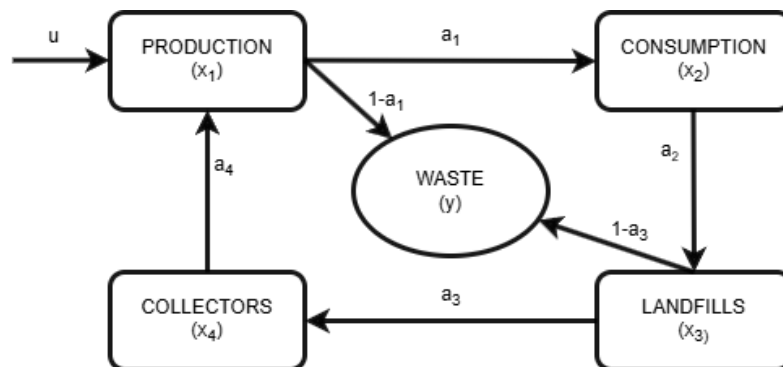 u
PRODUCTION
(x₁)
a₁
CONSUMPTION
(x₂)
1-a₁
a₄
WASTE
(y)
a₂
1-a₃
COLLECTORS
(x₄)
a₃
LANDFILLS
(x₃)